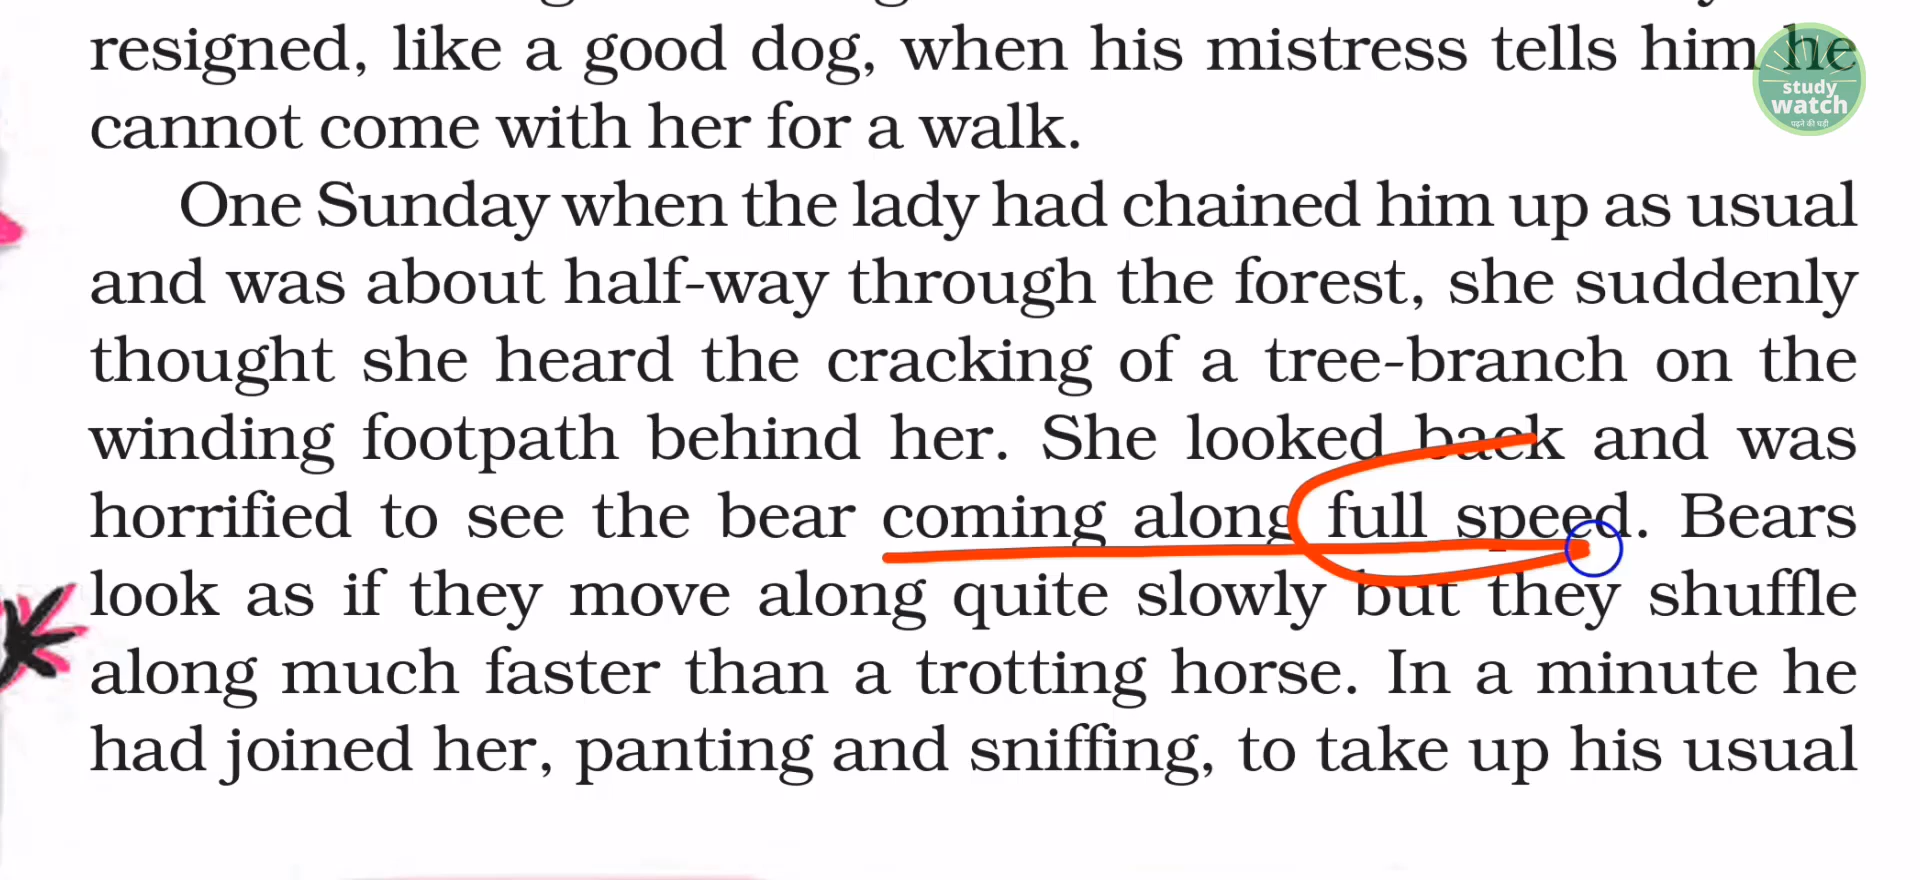 resigned, like a good dog, when his mistress tells him he
cannot come with her for a walk.
One Sunday when the lady had chained him up as usual
and was about half-way through the forest, she suddenly
thought she heard the cracking of a tree-branch on the
winding footpath behind her. She looked back and was
horrified to see the bear coming along full speed. Bears
look as if they move along quite slowly but they shuffle
along much faster than a trotting horse. In a minute he
had joined her, panting and sniffing, to take up his usual
study
watch
पढ़ने की घड़ी